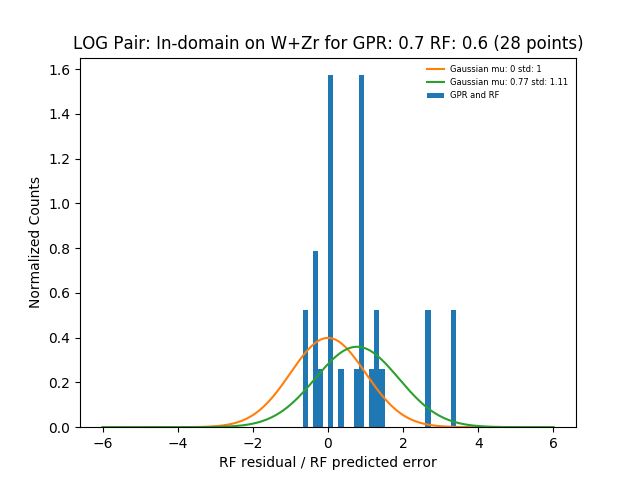 LOG Pair: In-domain on W+Zr for GPR: 0.7 RF: 0.6 (28 points)
Gaussian mu: 0 std: 1
Gaussian mu: 0.77 std: 1.11
GPR and RF
Normalized Counts
1.6
1.4
1.2
1.0
0.8
0.6
0.4
0.2
0.0
−6 −4 −2 0 2 4 6
RF residual / RF predicted error